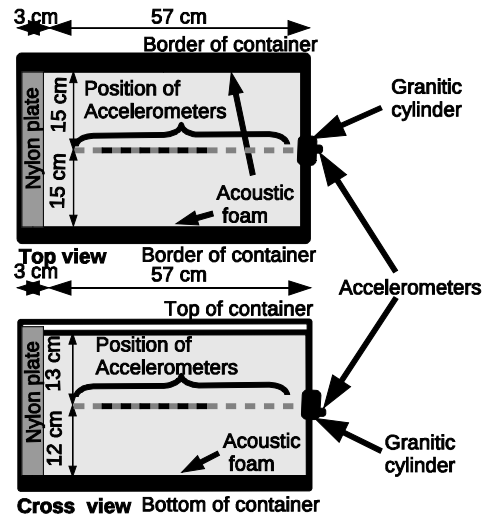 3 cm 57 cm
Border of container
Position of
Accelerometers
15 cm
15 cm
Nylon plate
Granitic
cylinder
Acoustic
foam
Top view Border of container
3 cm 57 cm
Accelerometers
Top of container
Position of
Accelerometers
13 cm
12 cm
Nylon plate
Acoustic
foam
Granitic
cylinder
Cross view Bottom of container